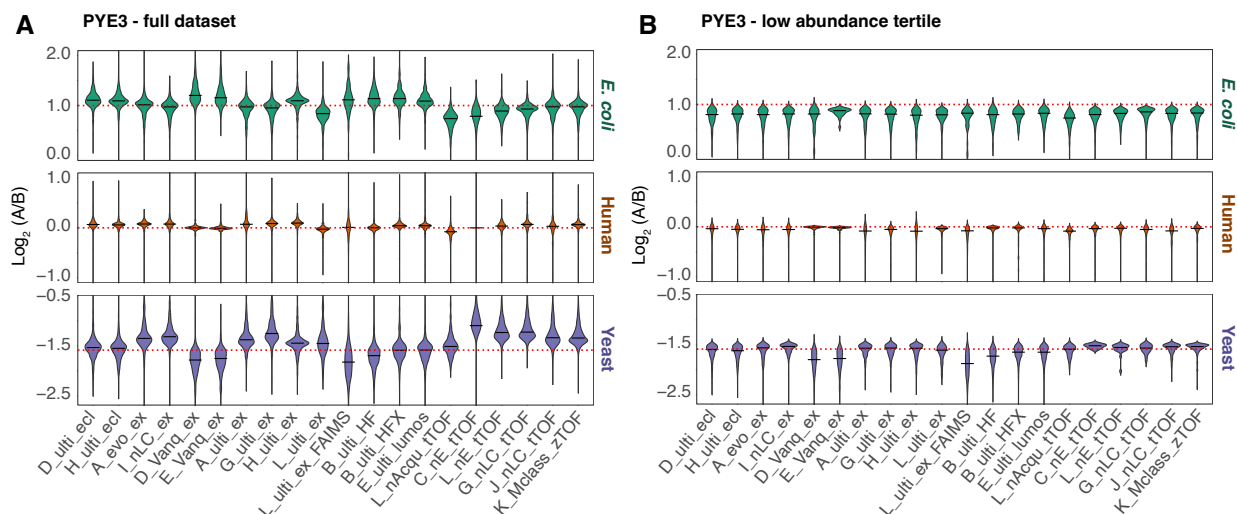 A PYE3 - full dataset
2.0
1.0
0.0
E. coli
Log2 (A/B)
1.0
0.0
−1.0
Human
−0.5
−1.5
−2.5
Yeast
D_ulti_ecl
H_ulti_ecl
A_evo_ex
I_nLC_ex
D_Vanq_ex
E_Vanq_ex
A_ulti_ex
G_ulti_ex
H_ulti_ex
L_ulti_ex
L_ulti_ex_FAIMS
B_ulti_HF
B_ulti_HFX
E_ulti_lumos
L_nAcqu_tTOF
C_nE_tTOF
L_nE_tTOF
G_nLC_tTOF
J_nLC_tTOF
K_Mclass_zTOF
B PYE3 - low abundance tertile
2.0
1.0
0.0
E. coli
Log2 (A/B)
1.0
0.0
−1.0
Human
−0.5
−1.5
−2.5
Yeast
D_ulti_ecl
H_ulti_ecl
A_evo_ex
I_nLC_ex
D_Vanq_ex
E_Vanq_ex
A_ulti_ex
G_ulti_ex
H_ulti_ex
L_ulti_ex
L_ulti_ex_FAIMS
B_ulti_HF
B_ulti_HFX
E_ulti_lumos
L_nAcqu_tTOF
C_nE_tTOF
L_nE_tTOF
G_nLC_tTOF
J_nLC_tTOF
K_Mclass_zTOF